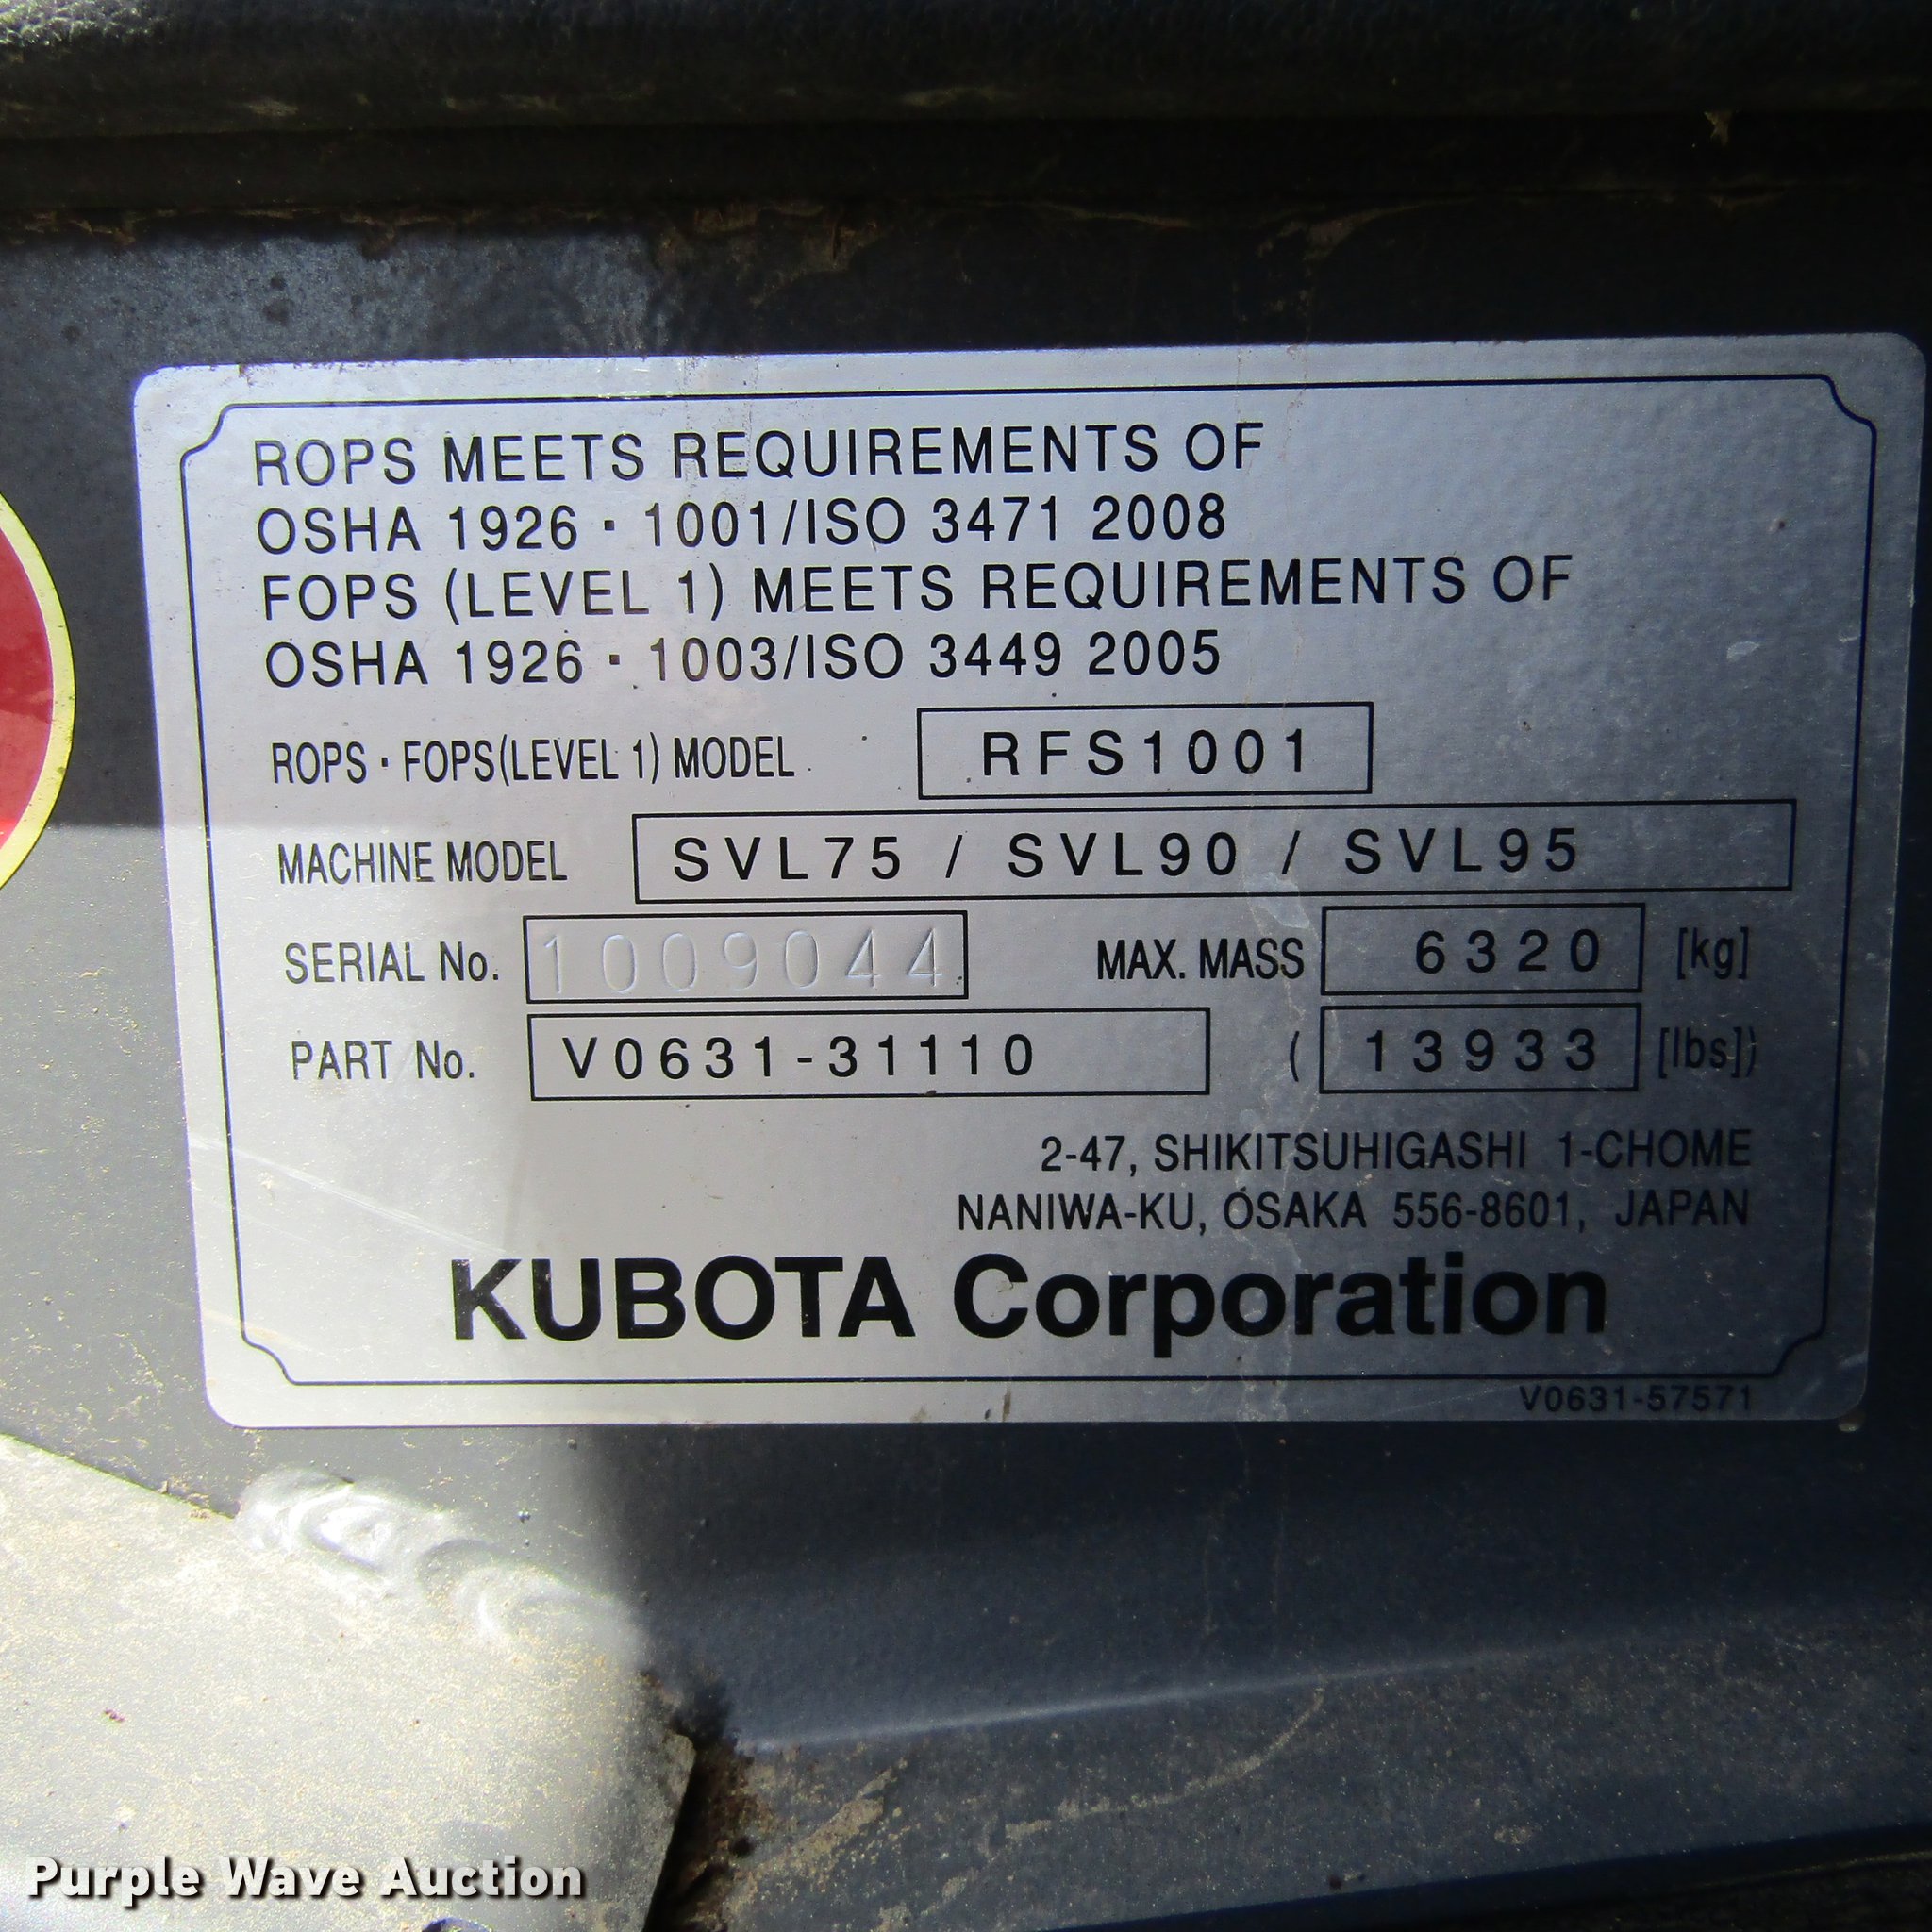 ROPS MEETS REQUIREMENTS OF
OSHA 1926 · 1001/ISO 3471 2008
FOPS (LEVEL 1) MEETS REQUIREMENTS OF
OSHA 1926 · 1003/ISO 3449 2005
ROPS · FOPS(LEVEL 1) MODEL RFS1001
MACHINE MODEL SVL75 / SVL90 / SVL95
SERIAL No. 1009044 MAX. MASS 6320 [kg]
PART No. V0631-31110 ( 13933 [lbs])
2-47, SHIKITSUHIGASHI 1-CHOME
NANIWA-KU, OSAKA 556-8601, JAPAN
KUBOTA Corporation
V0631-57571
Purple Wave Auction